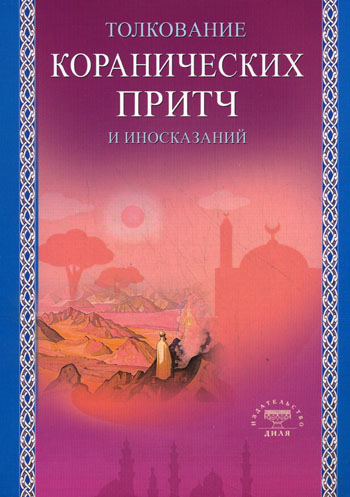 ТОЛКОВАНИЕ
КОРАНИЧЕСКИХ
ПРИТЧ
И ИНОСКАЗАНИЙ
ИЗДАТЕЛЬСТВО
ДИЛЯ